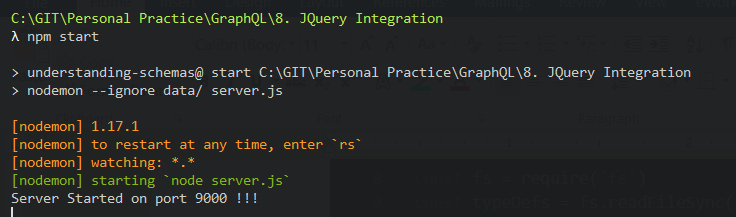 C:\GIT\Personal Practice\GraphQL\8. JQuery Integration
λ npm start
> understanding-schemas@ start C:\GIT\Personal Practice\GraphQL\8. JQuery Integration
> nodemon --ignore data/ server.js
[nodemon] 1.17.1
[nodemon] to restart at any time, enter `rs`
[nodemon] watching: *.*
[nodemon] starting `node server.js`
Server Started on port 9000 !!!